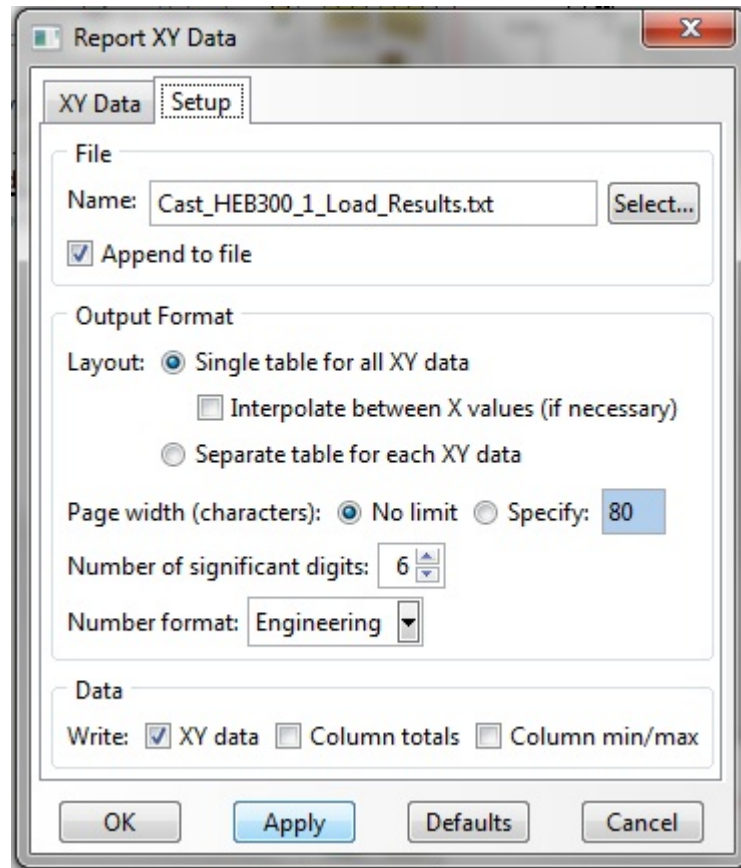 Report XY Data
XY Data Setup
File
Name: Cast_HEB300_1_Load_Results.txt Select...
Append to file
Output Format
Layout: Single table for all XY data
Interpolate between X values (if necessary)
Separate table for each XY data
Page width (characters): No limit Specify: 80
Number of significant digits: 6
Number format: Engineering
Data
Write: XY data Column totals Column min/max
OK Apply Defaults Cancel